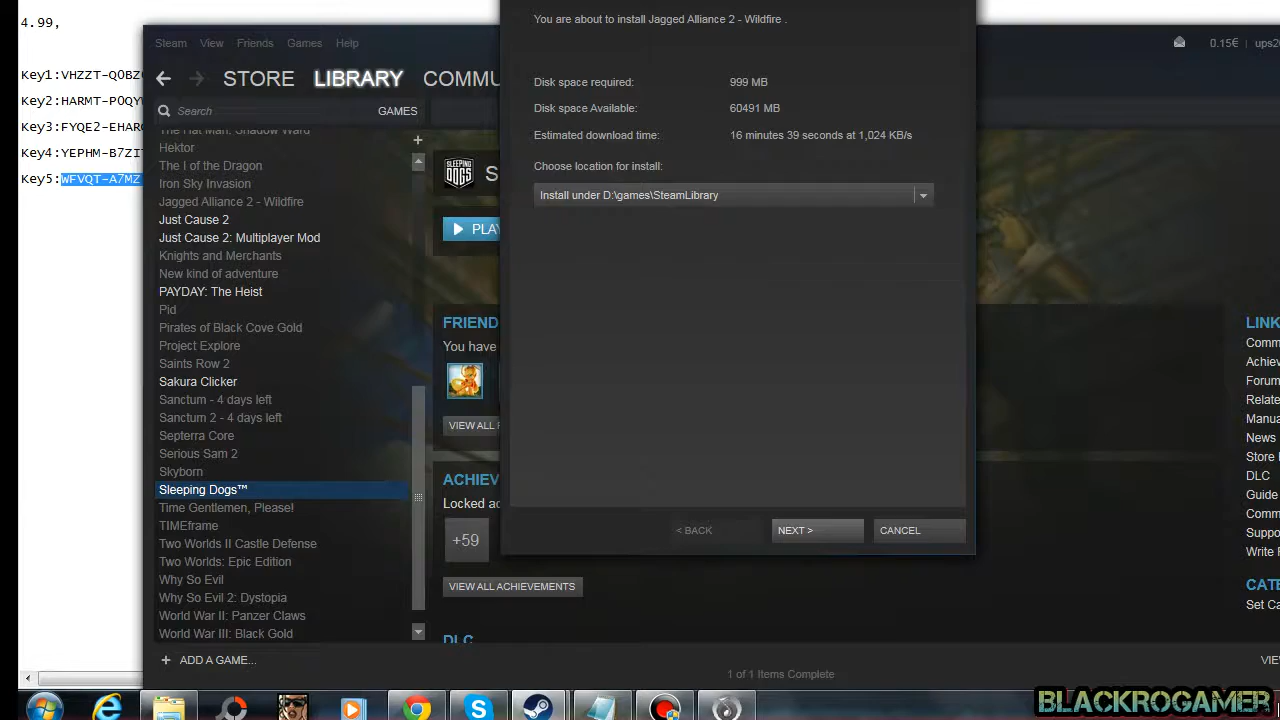 4.99,
Key1:VHZZT-Q0BZ
Key2:HARMT-P0QY
Key3:FYQE2-EHAR
Key4:YEPHM-B7ZI
Key5:WFVQT-A7MZ
Steam View Friends Games Help
0.15€
STORE LIBRARY COMMU
Search GAMES
The Hat Man: Shadow Ward
Hektor
The I of the Dragon
Iron Sky Invasion
Jagged Alliance 2 - Wildfire
Just Cause 2
Just Cause 2: Multiplayer Mod
Knights and Merchants
New kind of adventure
PAYDAY: The Heist
Pid
Pirates of Black Cove Gold
Project Explore
Saints Row 2
Sakura Clicker
Sanctum - 4 days left
Sanctum 2 - 4 days left
Septerra Core
Serious Sam 2
Skyborn
Sleeping Dogs™
Time Gentlemen, Please!
TIMEframe
Two Worlds II Castle Defense
Two Worlds: Epic Edition
Why So Evil
Why So Evil 2: Dystopia
World War II: Panzer Claws
World War III: Black Gold
+ ADD A GAME...
SLEEPING DOGS
S
PLAY
FRIEND
You have
VIEW ALL F
ACHIEV
Locked ac
+59
VIEW ALL ACHIEVEMENTS
DLC
1 of 1 Items Complete
You are about to install Jagged Alliance 2 - Wildfire .
Disk space required: 999 MB
Disk space Available: 60491 MB
Estimated download time: 16 minutes 39 seconds at 1,024 KB/s
Choose location for install:
Install under D:\games\SteamLibrary
< BACK NEXT > CANCEL
LINK
Comm
Achiev
Forum
Relate
Manua
News
Store
DLC
Guide
Comm
Suppo
Write
CATE
Set Ca
VIE
BLACKROGAMER